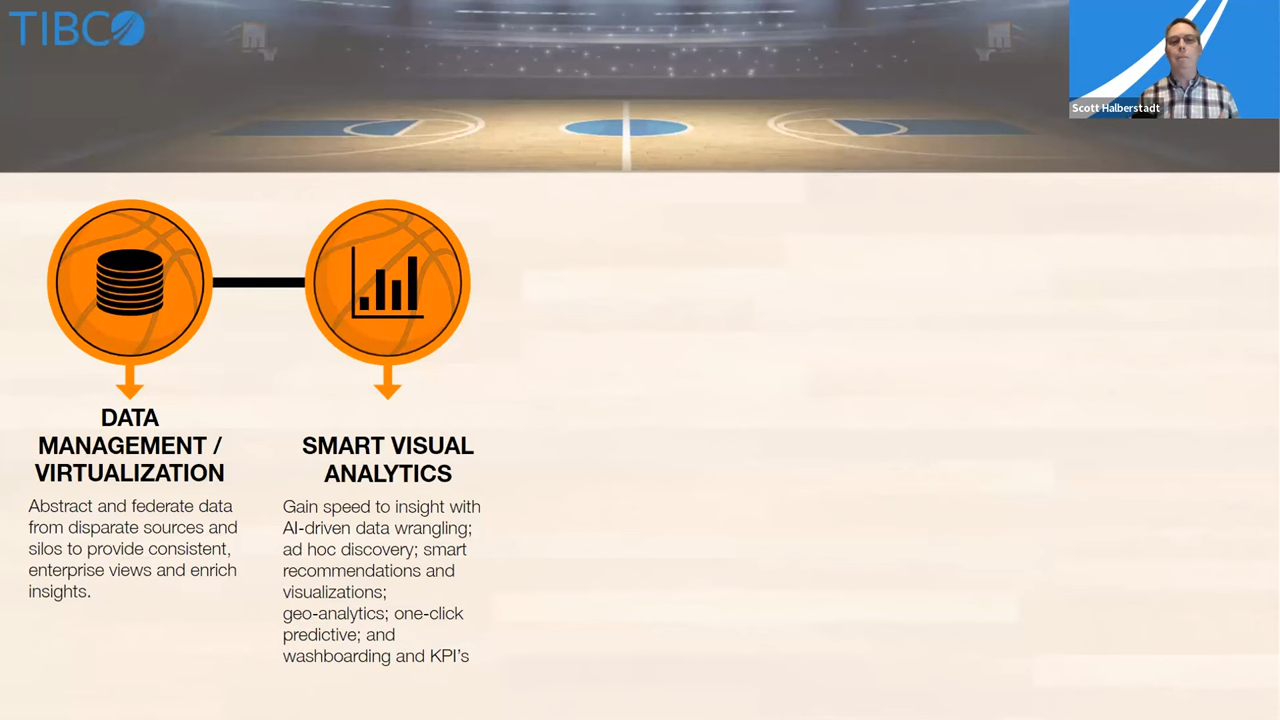 TIBCO
Scott Halberstadt
DATA
MANAGEMENT /
VIRTUALIZATION
Abstract and federate data
from disparate sources and
silos to provide consistent,
enterprise views and enrich
insights.
SMART VISUAL
ANALYTICS
Gain speed to insight with
AI-driven data wrangling;
ad hoc discovery; smart
recommendations and
visualizations;
geo-analytics; one-click
predictive; and
washboarding and KPI's